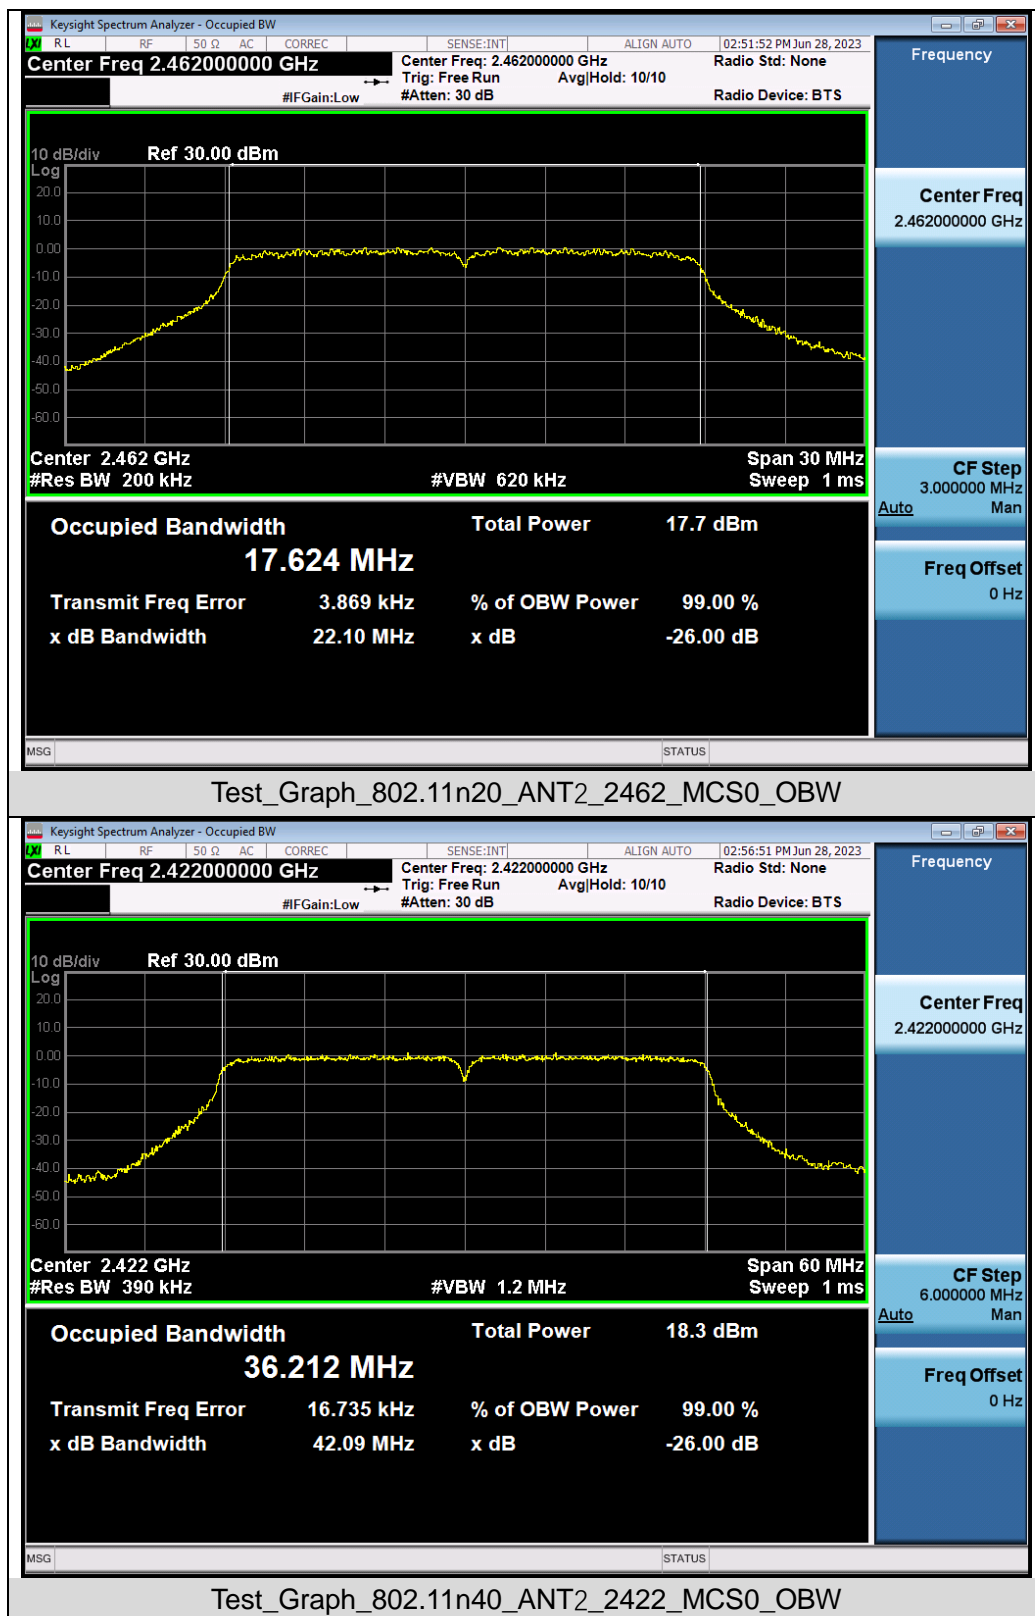 Keysight Spectrum Analyzer - Occupied BW
LXI RL RF 50 Ω AC CORREC SENSE:INT ALIGN AUTO 02:51:52 PM Jun 28, 2023
Center Freq 2.462000000 GHz
Center Freq: 2.462000000 GHz
Radio Std: None
Trig: Free Run Avg|Hold: 10/10
#IFGain:Low
#Atten: 30 dB
Radio Device: BTS
Frequency
10 dB/div Ref 30.00 dBm
Log
20.0
10.0
0.00
-10.0
-20.0
-30.0
-40.0
-50.0
-60.0
Center Freq
2.462000000 GHz
Center 2.462 GHz
Span 30 MHz
#Res BW 200 kHz
#VBW 620 kHz
Sweep 1 ms
CF Step
3.000000 MHz
Auto Man
Freq Offset
0 Hz
Occupied Bandwidth
Total Power 17.7 dBm
17.624 MHz
Transmit Freq Error 3.869 kHz
% of OBW Power 99.00 %
x dB Bandwidth 22.10 MHz
x dB -26.00 dB
MSG
STATUS
Test_Graph_802.11n20_ANT2_2462_MCS0_OBW
Keysight Spectrum Analyzer - Occupied BW
LXI RL RF 50 Ω AC CORREC SENSE:INT ALIGN AUTO 02:56:51 PM Jun 28, 2023
Center Freq 2.422000000 GHz
Center Freq: 2.422000000 GHz
Radio Std: None
Trig: Free Run Avg|Hold: 10/10
#IFGain:Low
#Atten: 30 dB
Radio Device: BTS
Frequency
10 dB/div Ref 30.00 dBm
Log
20.0
10.0
0.00
-10.0
-20.0
-30.0
-40.0
-50.0
-60.0
Center Freq
2.422000000 GHz
Center 2.422 GHz
Span 60 MHz
#Res BW 390 kHz
#VBW 1.2 MHz
Sweep 1 ms
CF Step
6.000000 MHz
Auto Man
Freq Offset
0 Hz
Occupied Bandwidth
Total Power 18.3 dBm
36.212 MHz
Transmit Freq Error 16.735 kHz
% of OBW Power 99.00 %
x dB Bandwidth 42.09 MHz
x dB -26.00 dB
MSG
STATUS
Test_Graph_802.11n40_ANT2_2422_MCS0_OBW